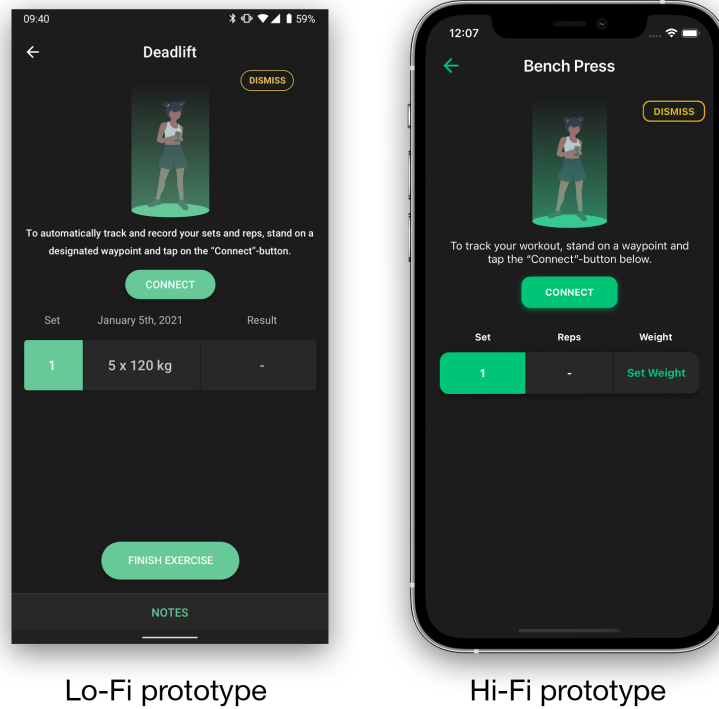 09:40
59%
Deadlift
DISMISS
To automatically track and record your sets and reps, stand on a
designated waypoint and tap on the “Connect”-button.
CONNECT
Set January 5th, 2021 Result
1 5 x 120 kg -
FINISH EXERCISE
NOTES
Lo-Fi prototype
12:07
Bench Press
DISMISS
To track your workout, stand on a waypoint and
tap the “Connect”-button below.
CONNECT
Set Reps Weight
1 - Set Weight
Hi-Fi prototype